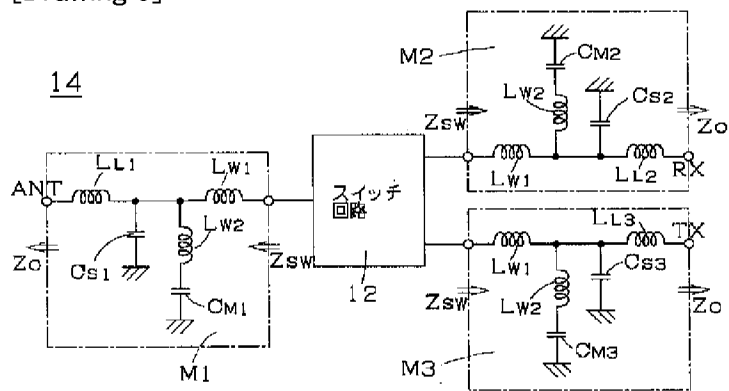 14
ANT
LL1
LW1
LW2
CS1
CM1
Zo
ZSW
M1
スイッチ
回路
12
M2
CM2
LW2
CS2
ZSW
Zo
LW1
LL2
RX
LL3
TX
LW1
LW2
CS3
ZSW
Zo
CM3
M3